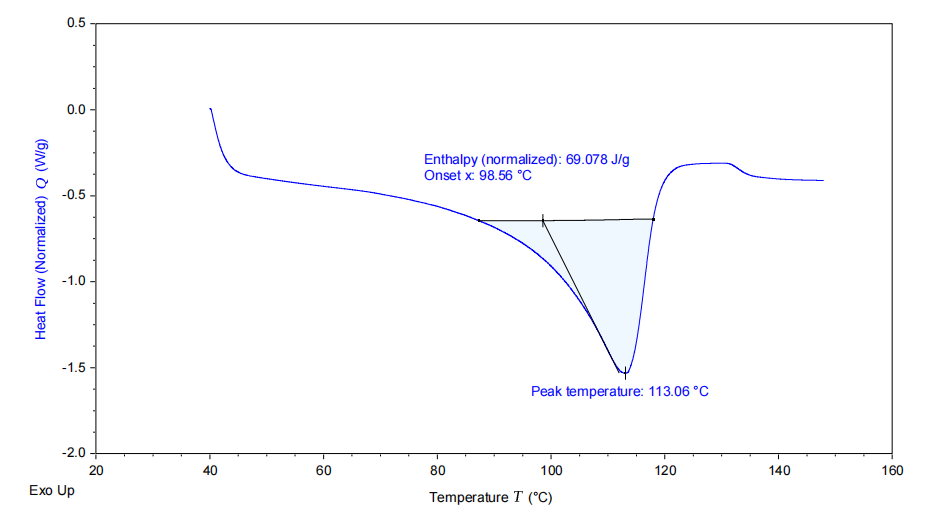 0.5
0.0
Enthalpy (normalized): 69.078 J/g
Onset x: 98.56 °C
-0.5
Heat Flow (Normalized) Q (W/g)
-1.0
-1.5
Peak temperature: 113.06 °C
-2.0
20 40 60 80 100 120 140 160
Exo Up
Temperature T (°C)